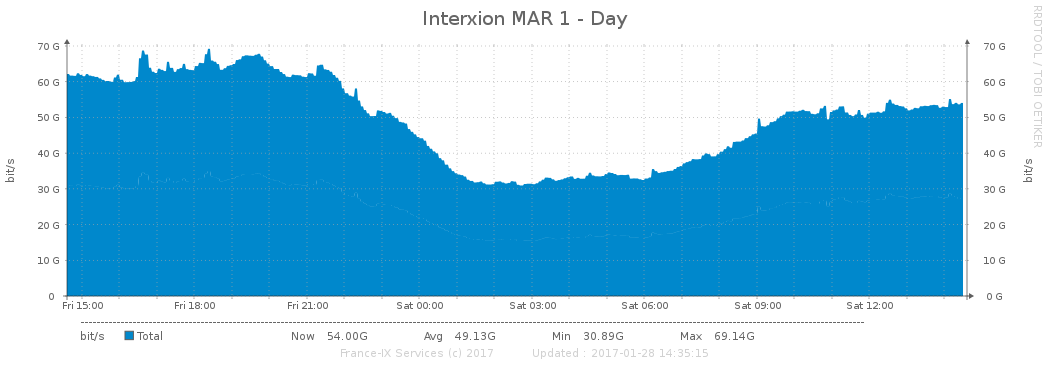 Interxion MAR 1 - Day
RRDTOOL / TOBI OETIKER
bit/s
bit/s
70 G 70 G
60 G 60 G
50 G 50 G
40 G 40 G
30 G 30 G
20 G 20 G
10 G 10 G
0 0 G
Fri 15:00 Fri 18:00 Fri 21:00 Sat 00:00 Sat 03:00 Sat 06:00 Sat 09:00 Sat 12:00
bit/s Total Now 54.00G Avg 49.13G Min 30.89G Max 69.14G
France-IX Services (c) 2017 Updated : 2017-01-28 14:35:15